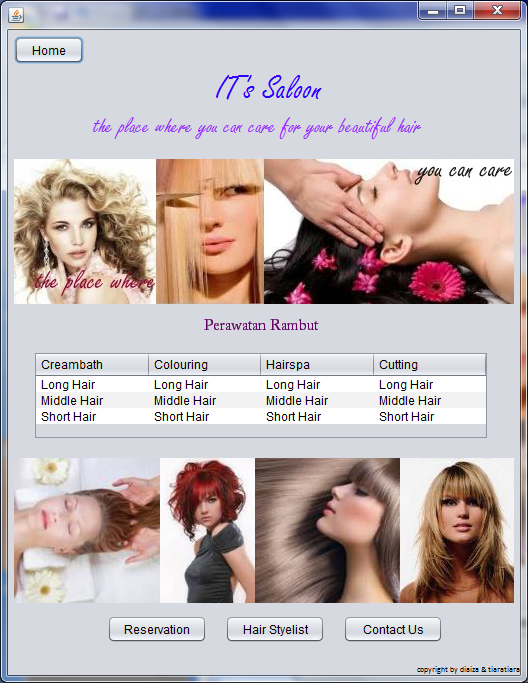 Home
IT's Saloon
the place where you can care for your beautiful hair
you can care
the place where
Perawatan Rambut
Creambath Colouring Hairspa Cutting
Long Hair Long Hair Long Hair Long Hair
Middle Hair Middle Hair Middle Hair Middle Hair
Short Hair Short Hair Short Hair Short Hair
Reservation Hair Styelist Contact Us
copyright by diaiza & tiaratiara